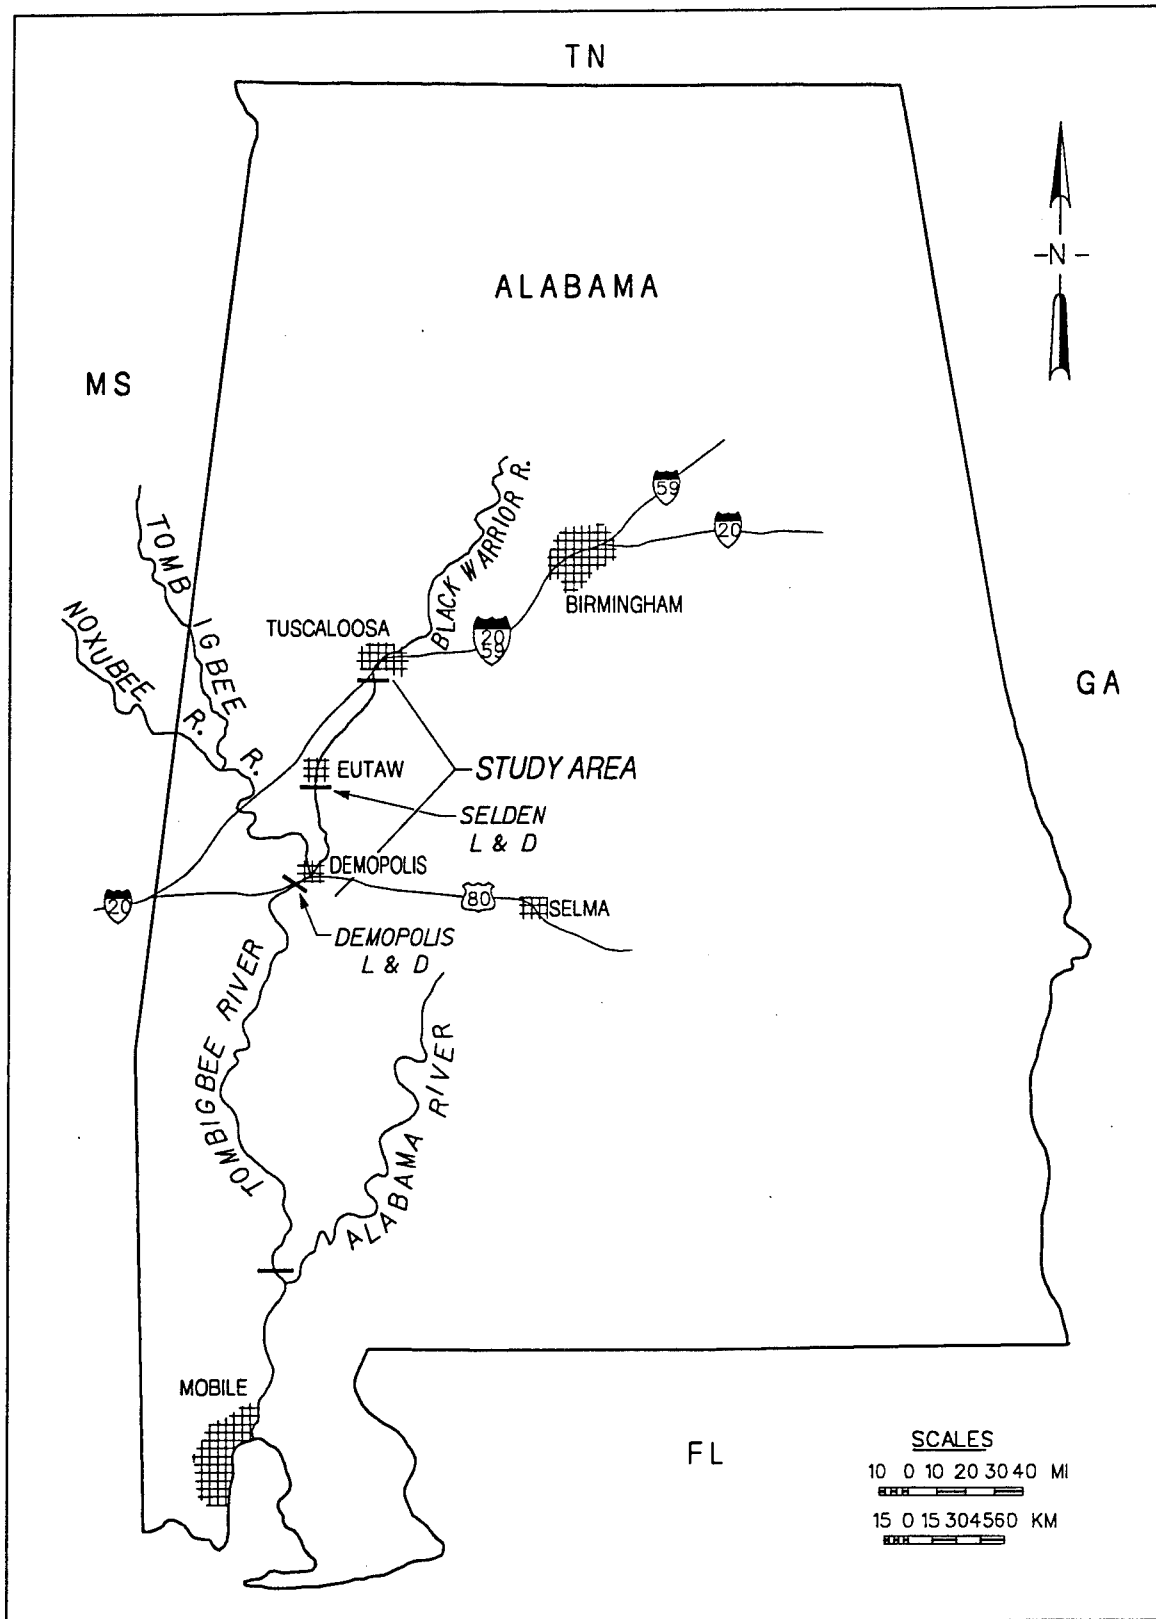 TN
-N-
ALABAMA
MS
59
20
TOMBIGBEE R.
BLACK WARRIOR R.
BIRMINGHAM
NOXUBEE R.
TUSCALOOSA
20
59
GA
EUTAW
STUDY AREA
SELDEN
L & D
DEMOPOLIS
20
80
SELMA
DEMOPOLIS
L & D
TOMBIGBEE RIVER
ALABAMA RIVER
MOBILE
FL
SCALES
10 0 10 20 30 40 MI
15 0 15 30 45 60 KM